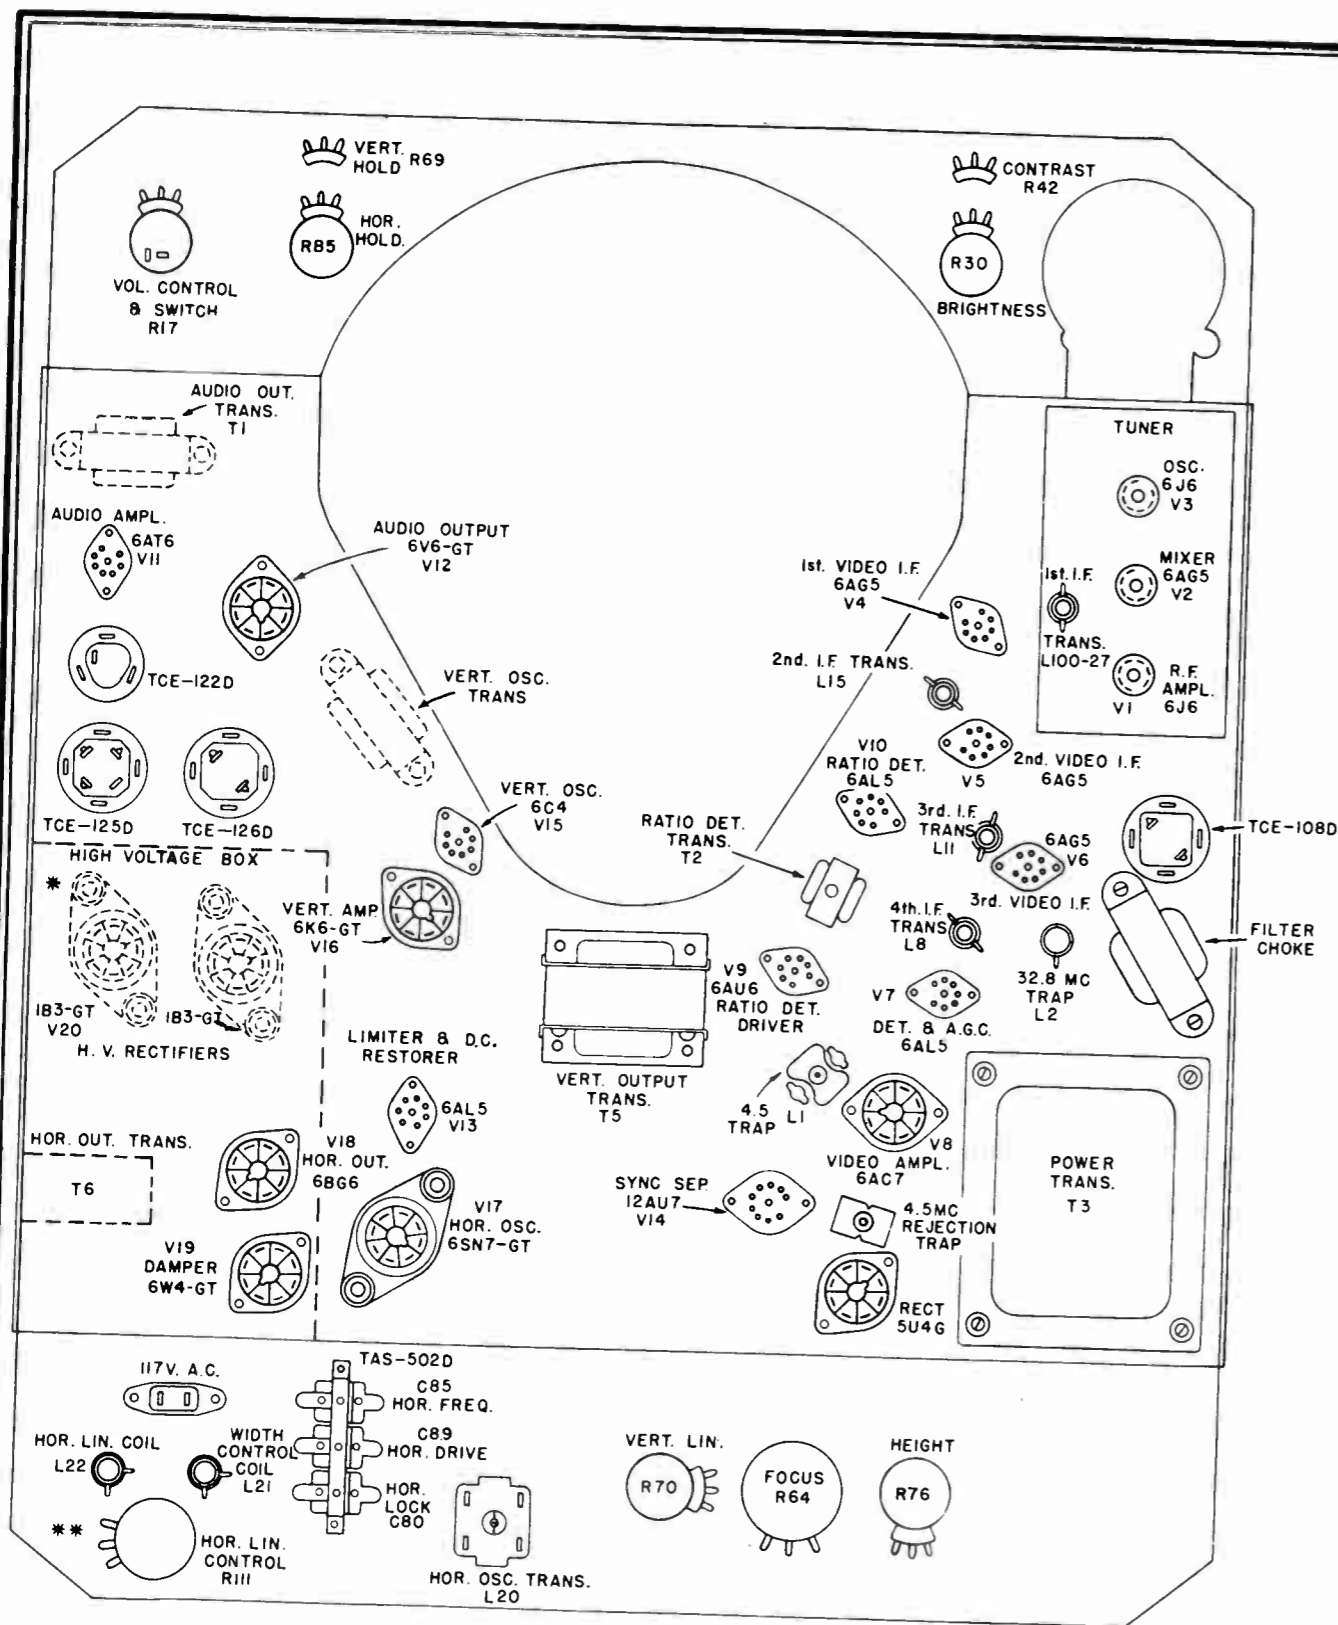 VERT.
HOLD R69
CONTRAST
R42
R85
HOR.
HOLD.
R30
BRIGHTNESS
VOL. CONTROL
& SWITCH
R17
AUDIO OUT.
TRANS.
T1
TUNER
OSC.
6J6
V3
AUDIO AMPL.
6AT6
V11
AUDIO OUTPUT
6V6-GT
V12
1st. VIDEO I.F.
6AG5
V4
1st. I.F.
TRANS.
L100-27
MIXER
6AG5
V2
TCE-122D
VERT. OSC.
TRANS
2nd. I.F. TRANS.
L15
R.F.
AMPL.
6J6
V1
V10
RATIO DET.
6AL5
V5
2nd. VIDEO I.F.
6AG5
TCE-125D
TCE-126D
VERT. OSC.
6C4
V15
RATIO DET.
TRANS.
T2
3rd. I.F.
TRANS
L11
6AG5
V6
3rd. VIDEO I.F.
TCE-108D
HIGH VOLTAGE BOX
*
VERT. AMP.
6K6-GT
V16
4th. I.F.
TRANS
L8
FILTER
CHOKE
1B3-GT
V20
1B3-GT
H. V. RECTIFIERS
V9
6AU6
RATIO DET.
DRIVER
V7
DET. & A.G.C.
6AL5
32.8 MC
TRAP
L2
LIMITER & D.C.
RESTORER
6AL5
V13
VERT. OUTPUT
TRANS.
T5
4.5
TRAP
L1
V8
VIDEO AMPL.
6AC7
HOR. OUT. TRANS.
T6
V18
HOR. OUT.
6BG6
POWER
TRANS.
T3
V17
HOR. OSC.
6SN7-GT
SYNC SEP.
12AU7
V14
4.5MC
REJECTION
TRAP
V19
DAMPER
6W4-GT
RECT
5U4G
117V. A.C.
TAS-502D
C85
HOR. FREQ.
HOR. LIN. COIL
L22
WIDTH
CONTROL
COIL
L21
C89
HOR. DRIVE
HOR.
LOCK
C80
VERT. LIN.
R70
FOCUS
R64
HEIGHT
R76
**
HOR. LIN.
CONTROL
R111
HOR. OSC. TRANS.
L20